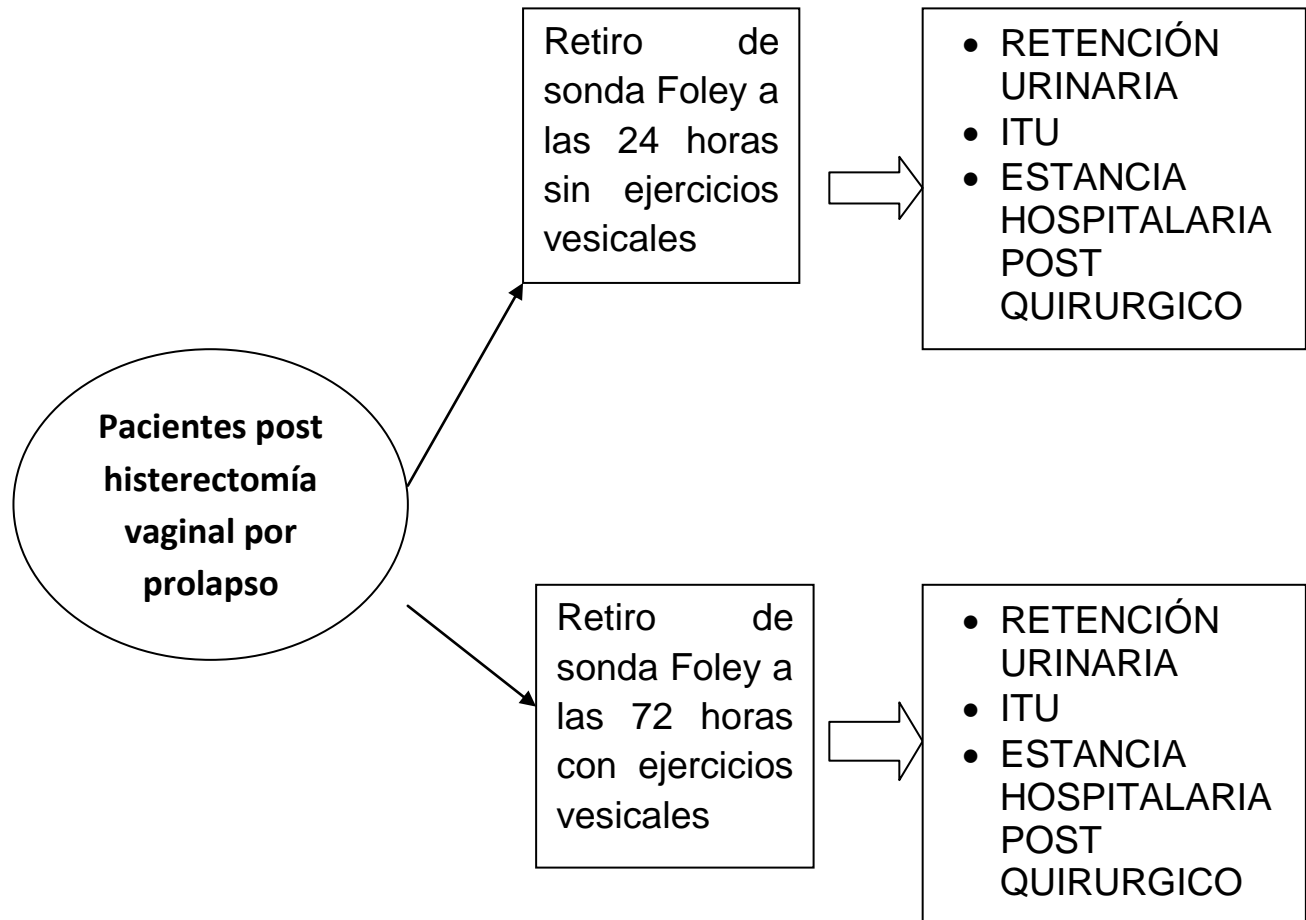 Retiro de
sonda Foley a
las 24 horas
sin ejercicios
vesicales
• RETENCIÓN
URINARIA
• ITU
• ESTANCIA
HOSPITALARIA
POST
QUIRURGICO
Pacientes post
histerectomía
vaginal por
prolapso
Retiro de
sonda Foley a
las 72 horas
con ejercicios
vesicales
• RETENCIÓN
URINARIA
• ITU
• ESTANCIA
HOSPITALARIA
POST
QUIRURGICO